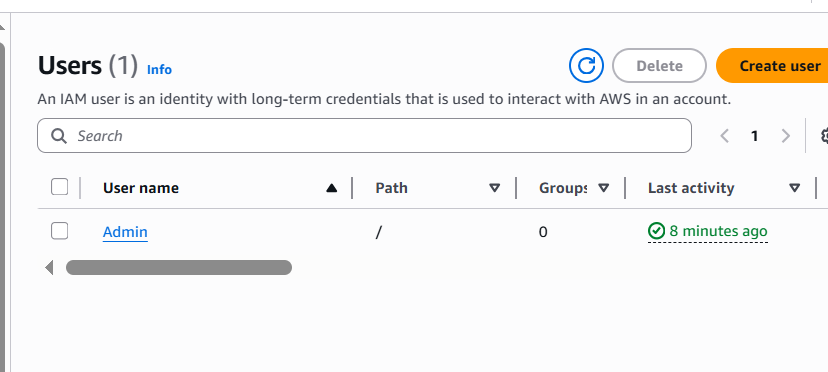 Users (1) Info
Delete
Create user
An IAM user is an identity with long-term credentials that is used to interact with AWS in an account.
Search
1
User name Path Groups Last activity
Admin / 0 8 minutes ago